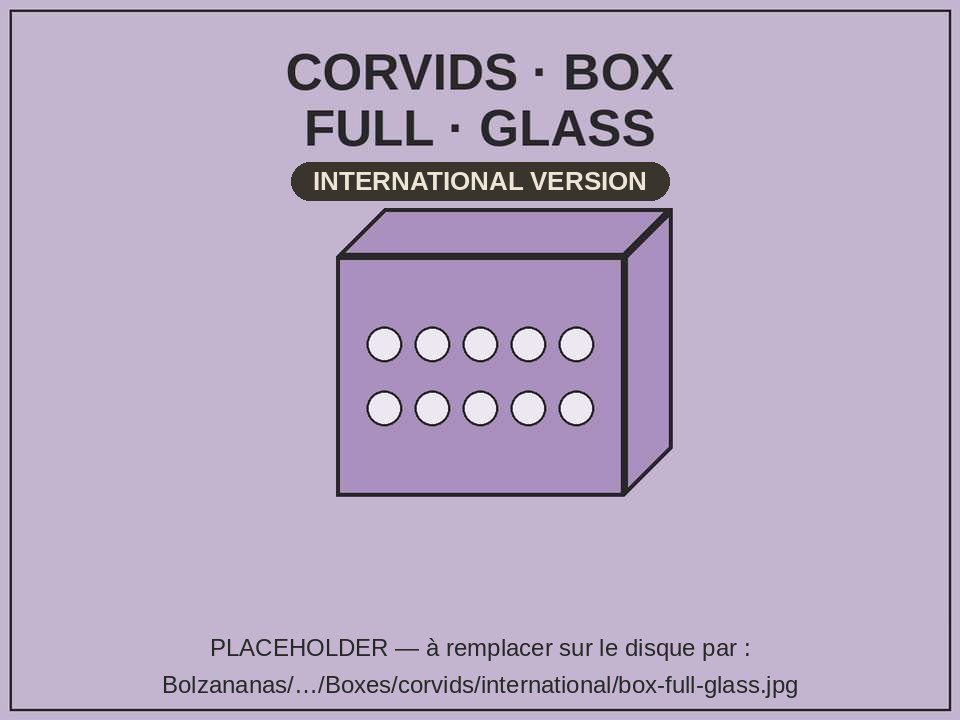 CORVIDS · BOX
FULL · GLASS
INTERNATIONAL VERSION
PLACEHOLDER — à remplacer sur le disque par :
Bolzananas/…/Boxes/corvids/international/box-full-glass.jpg